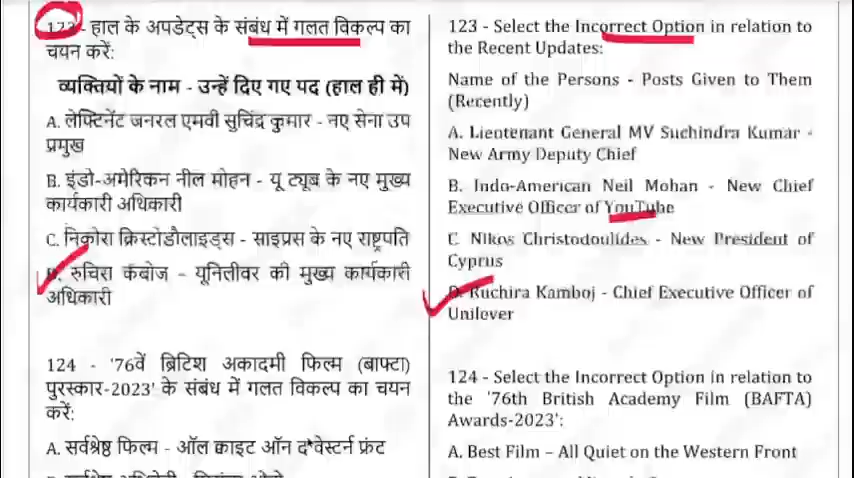 123 - हाल के अपडेट्स के संबंध में गलत विकल्प का
चयन करें:
व्यक्तियों के नाम - उन्हें दिए गए पद (हाल ही में)
A. लेफ्टिनेंट जनरल एमवी सुचिंद्र कुमार - नए सेना उप
प्रमुख
B. इंडो-अमेरिकन नील मोहन - यू ट्यूब के नए मुख्य
कार्यकारी अधिकारी
C. निकोरा क्रिस्टोडौलाइड्स - साइप्रस के नए राष्ट्रपति
D. रुचिरा कंबोज - यूनिलीवर की मुख्य कार्यकारी
अधिकारी
124 - '76वें ब्रिटिश अकादमी फिल्म (बाफ्टा)
पुरस्कार-2023' के संबंध में गलत विकल्प का चयन
करें:
A. सर्वश्रेष्ठ फिल्म - ऑल क्वाइट ऑन द वेस्टर्न फ्रंट
123 - Select the Incorrect Option in relation to
the Recent Updates:
Name of the Persons - Posts Given to Them
(Recently)
A. Lieutenant General MV Suchindra Kumar -
New Army Deputy Chief
B. Indo-American Neil Mohan - New Chief
Executive Officer of YouTube
C. Nikos Christodoulides - New President of
Cyprus
D. Ruchira Kamboj - Chief Executive Officer of
Unilever
124 - Select the Incorrect Option in relation to
the '76th British Academy Film (BAFTA)
Awards-2023':
A. Best Film – All Quiet on the Western Front